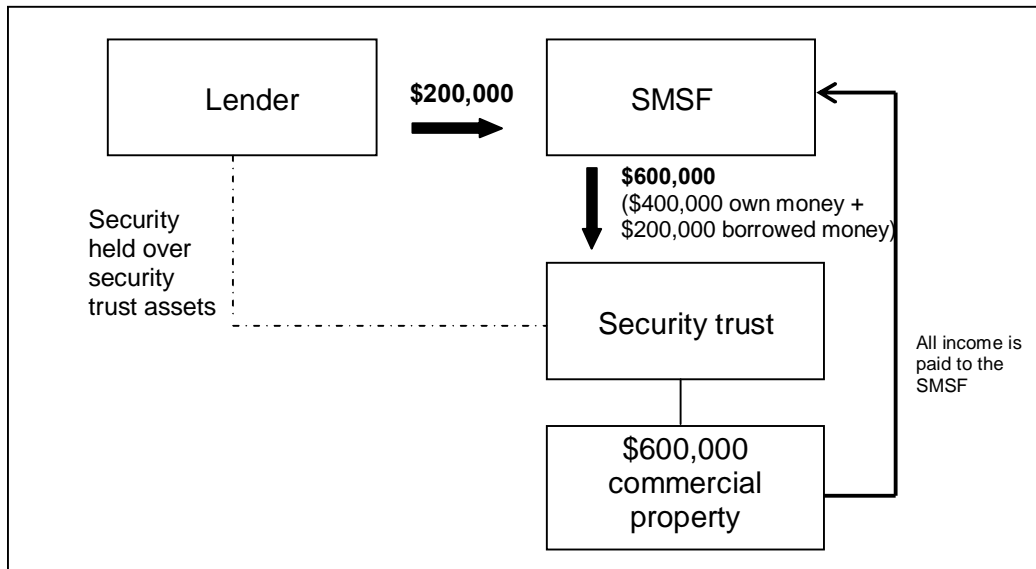 Lender
$200,000
SMSF
$600,000
($400,000 own money +
$200,000 borrowed money)
Security
held over
security
trust assets
Security trust
All income is
paid to the
SMSF
$600,000
commercial
property